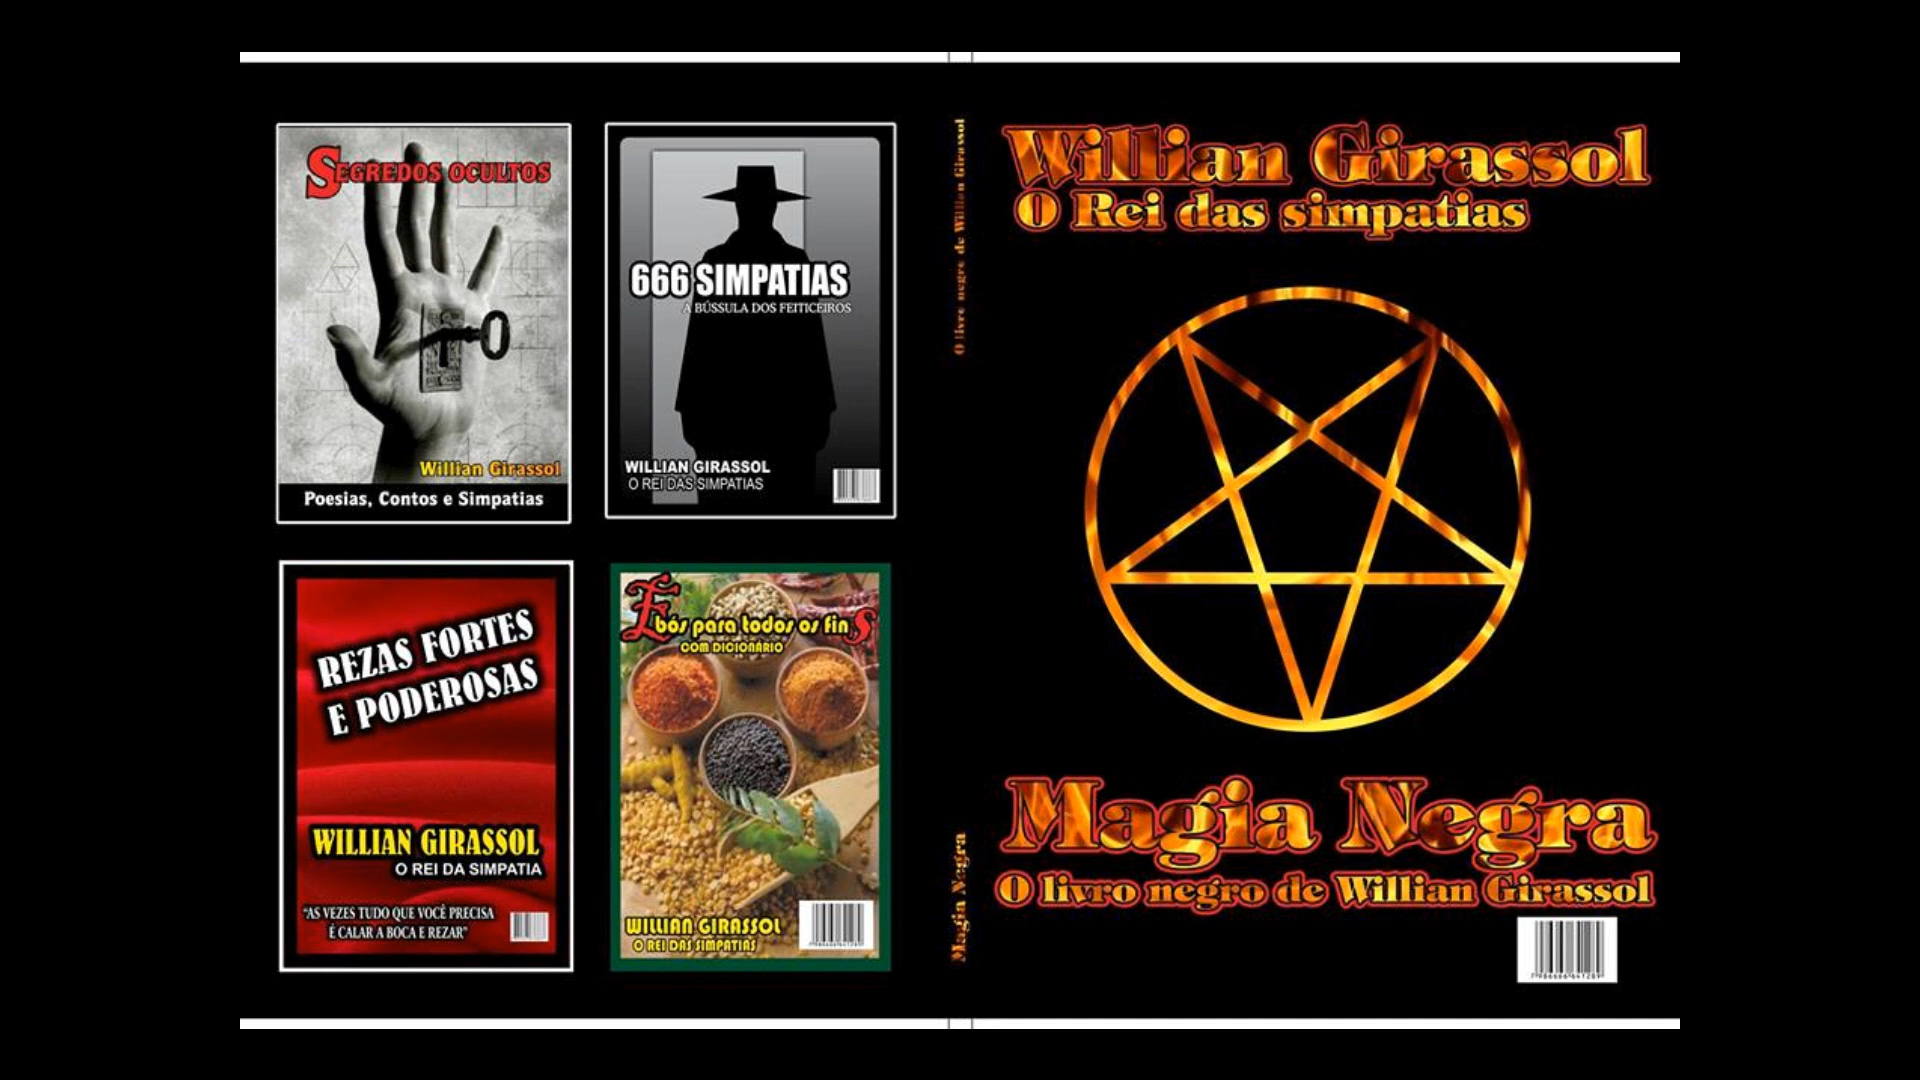 SEGREDOS OCULTOS
Willian Girassol
Poesias, Contos e Simpatias
666 SIMPATIAS
A BÚSSULA DOS FEITICEIROS
WILLIAN GIRASSOL
O REI DAS SIMPATIAS
REZAS FORTES
E PODEROSAS
WILLIAN GIRASSOL
O REI DA SIMPATIA
"AS VEZES TUDO QUE VOCÊ PRECISA
É CALAR A BOCA E REZAR"
Ebós para todos os finS
COM DICIONÁRIO
WILLIAN GIRASSOL
O REI DAS SIMPATIAS
O livro negro de Willian Girassol
Magia Negra
Willian Girassol
O Rei das simpatias
Magia Negra
O livro negro de Willian Girassol